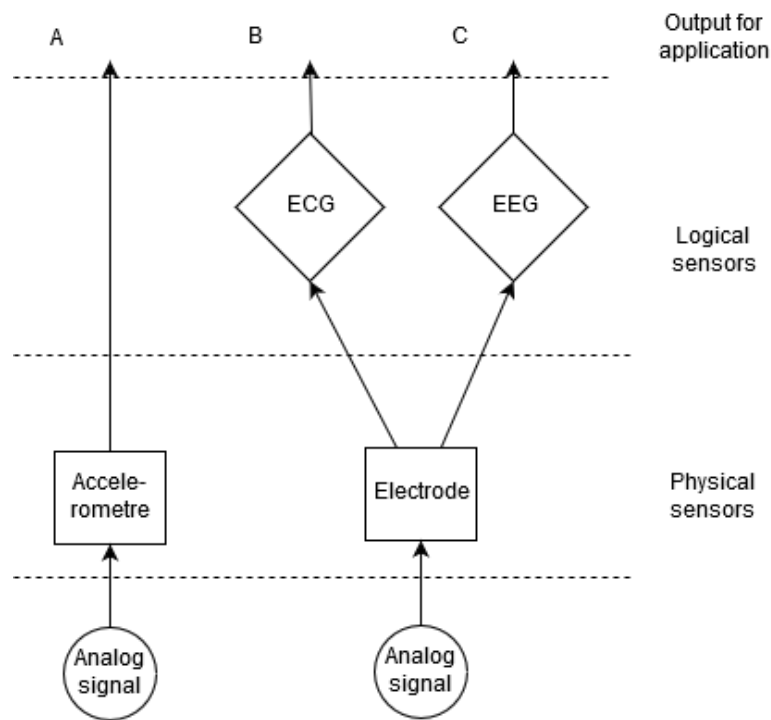 A
B
C
Output for
application
ECG
EEG
Logical
sensors
Accele-
rometre
Electrode
Physical
sensors
Analog
signal
Analog
signal